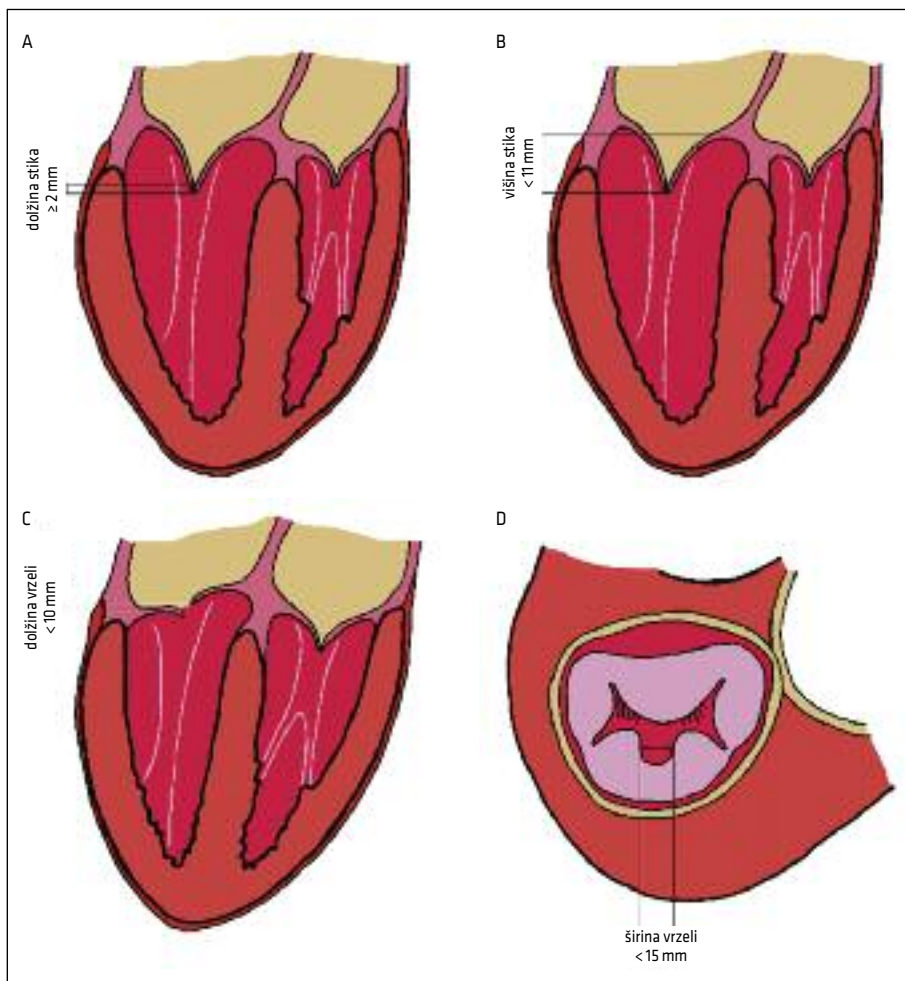 A
B
dolžina stika
≥ 2 mm
višina stika
< 11 mm
C
D
dolžina vrzeli
< 10 mm
širina vrzeli
< 15 mm